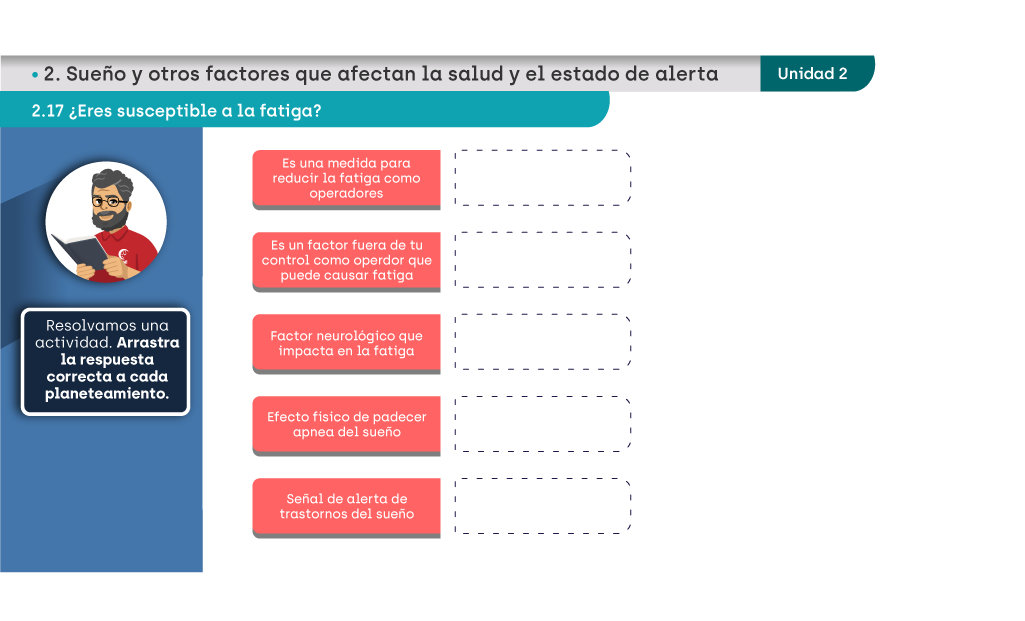 • 2. Sueño y otros factores que afectan la salud y el estado de alerta
Unidad 2
2.17 ¿Eres susceptible a la fatiga?
Resolvamos una
actividad. Arrastra
la respuesta
correcta a cada
planeteamiento.
Es una medida para
reducir la fatiga como
operadores
Es un factor fuera de tu
control como operdor que
puede causar fatiga
Factor neurológico que
impacta en la fatiga
Efecto físico de padecer
apnea del sueño
Señal de alerta de
trastornos del sueño